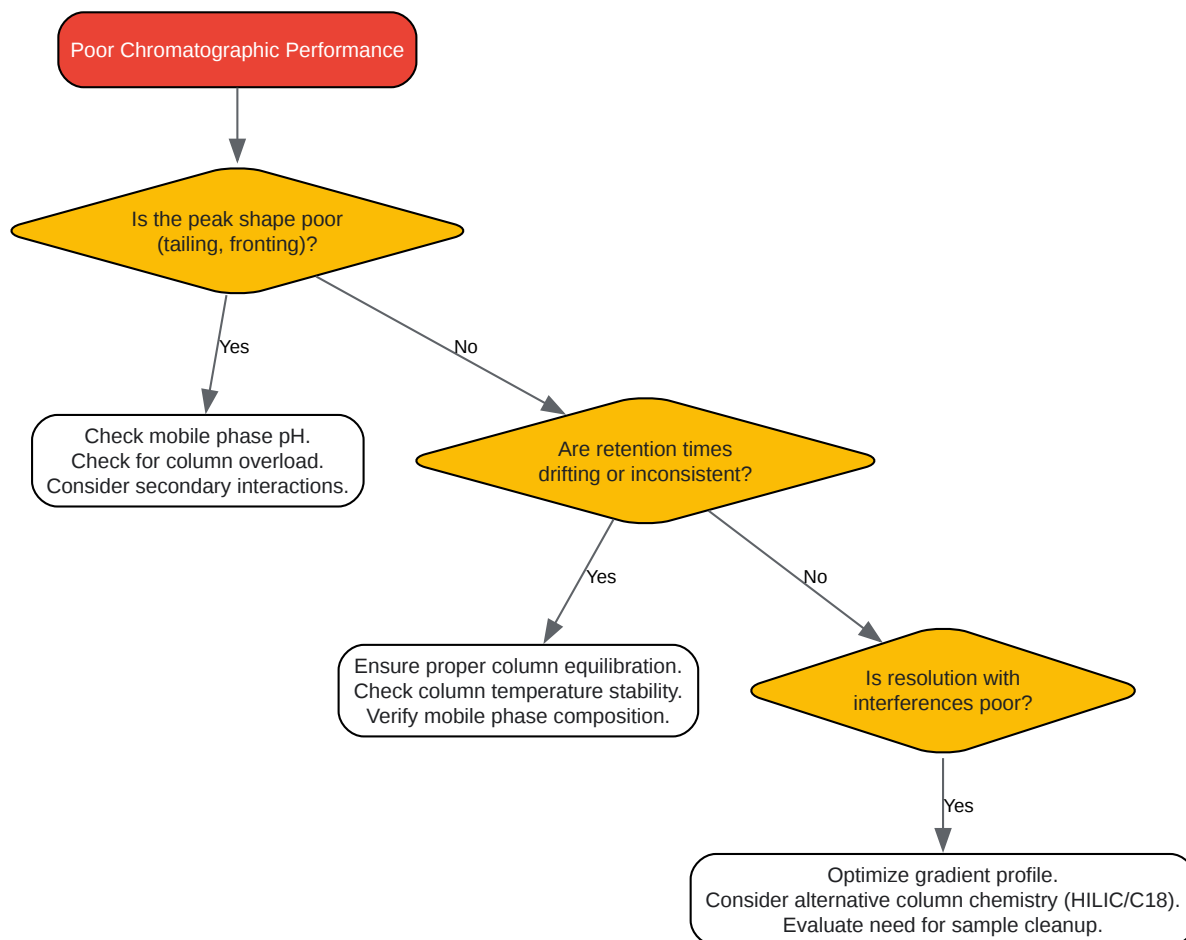 Poor Chromatographic Performance
Is the peak shape poor
(tailing, fronting)?
Yes
No
Check mobile phase pH.
Check for column overload.
Consider secondary interactions.
Are retention times
drifting or inconsistent?
Yes
No
Ensure proper column equilibration.
Check column temperature stability.
Verify mobile phase composition.
Is resolution with
interferences poor?
Yes
Optimize gradient profile.
Consider alternative column chemistry (HILIC/C18).
Evaluate need for sample cleanup.